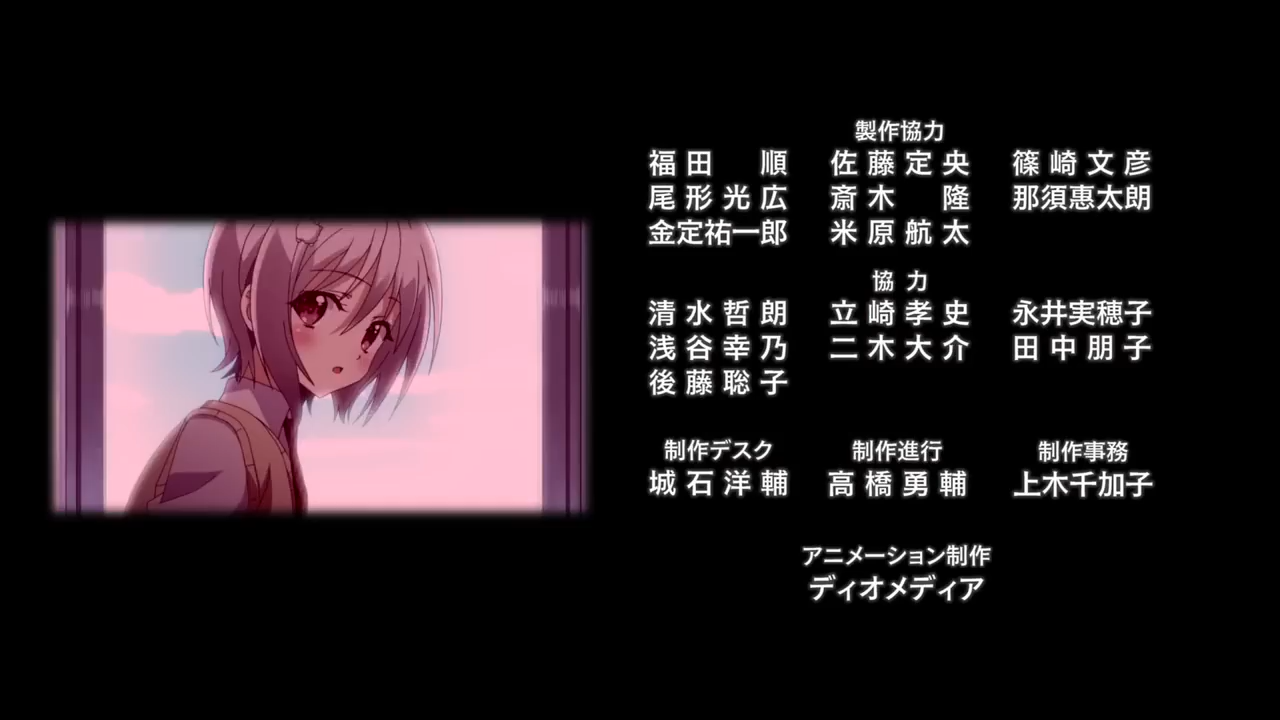 製作協力
福田 順 佐藤定央 篠崎文彦
尾形光広 斎木 隆 那須惠太朗
金定祐一郎 米原航太
協力
清水哲朗 立崎孝史 永井実穂子
浅谷幸乃 二木大介 田中朋子
後藤聡子
制作デスク 制作進行 制作事務
城石洋輔 高橋勇輔 上木千加子
アニメーション制作
ディオメディア